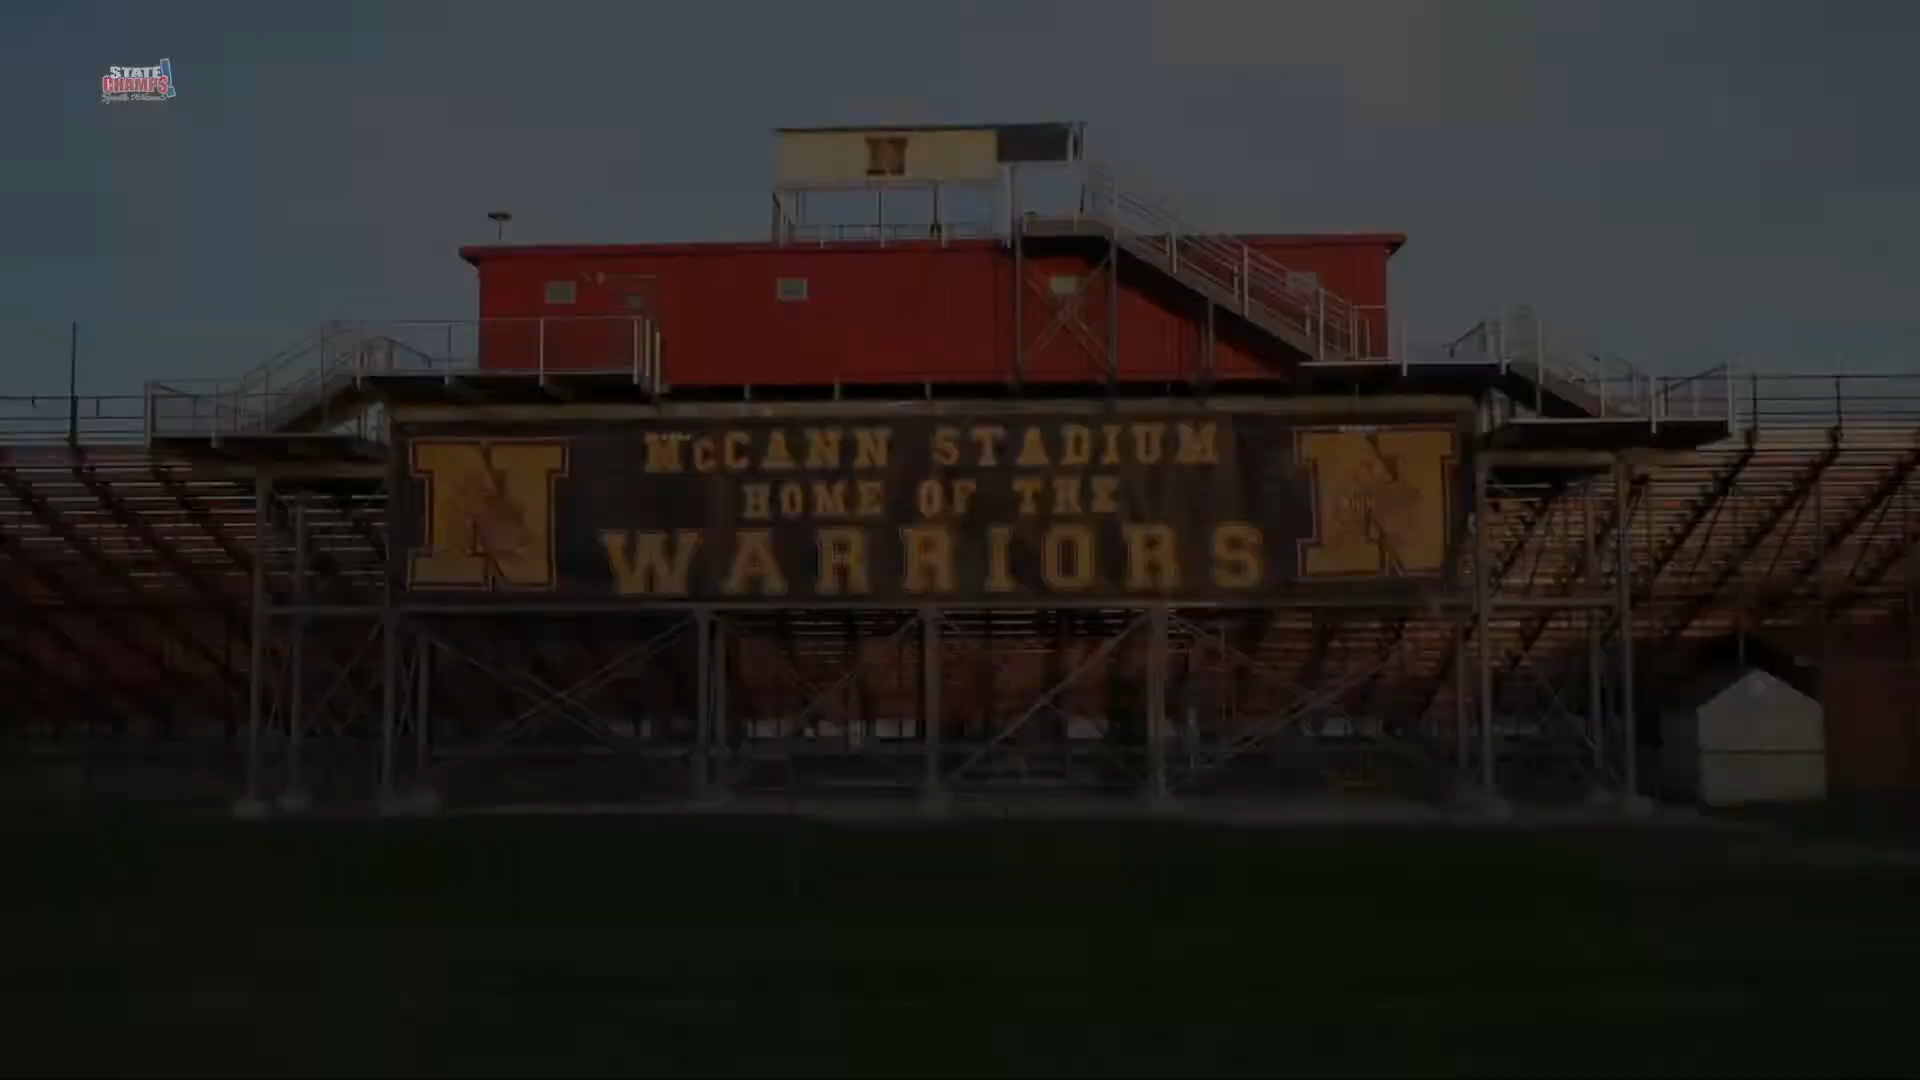 STATE
CHAMPS!
N
McCANN STADIUM
HOME OF THE
WARRIORS
N
N